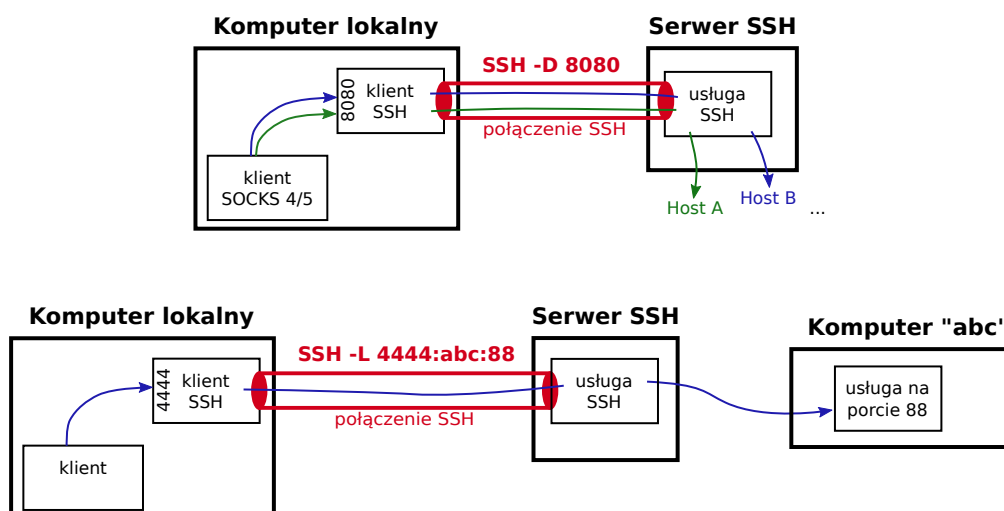 Komputer lokalny
Serwer SSH
SSH -D 8080
8080
klient
SSH
usługa
SSH
połączenie SSH
klient
SOCKS 4/5
Host A
Host B
...
Komputer lokalny
Serwer SSH
Komputer "abc"
SSH -L 4444:abc:88
4444
klient
SSH
usługa
SSH
usługa na
porcie 88
połączenie SSH
klient